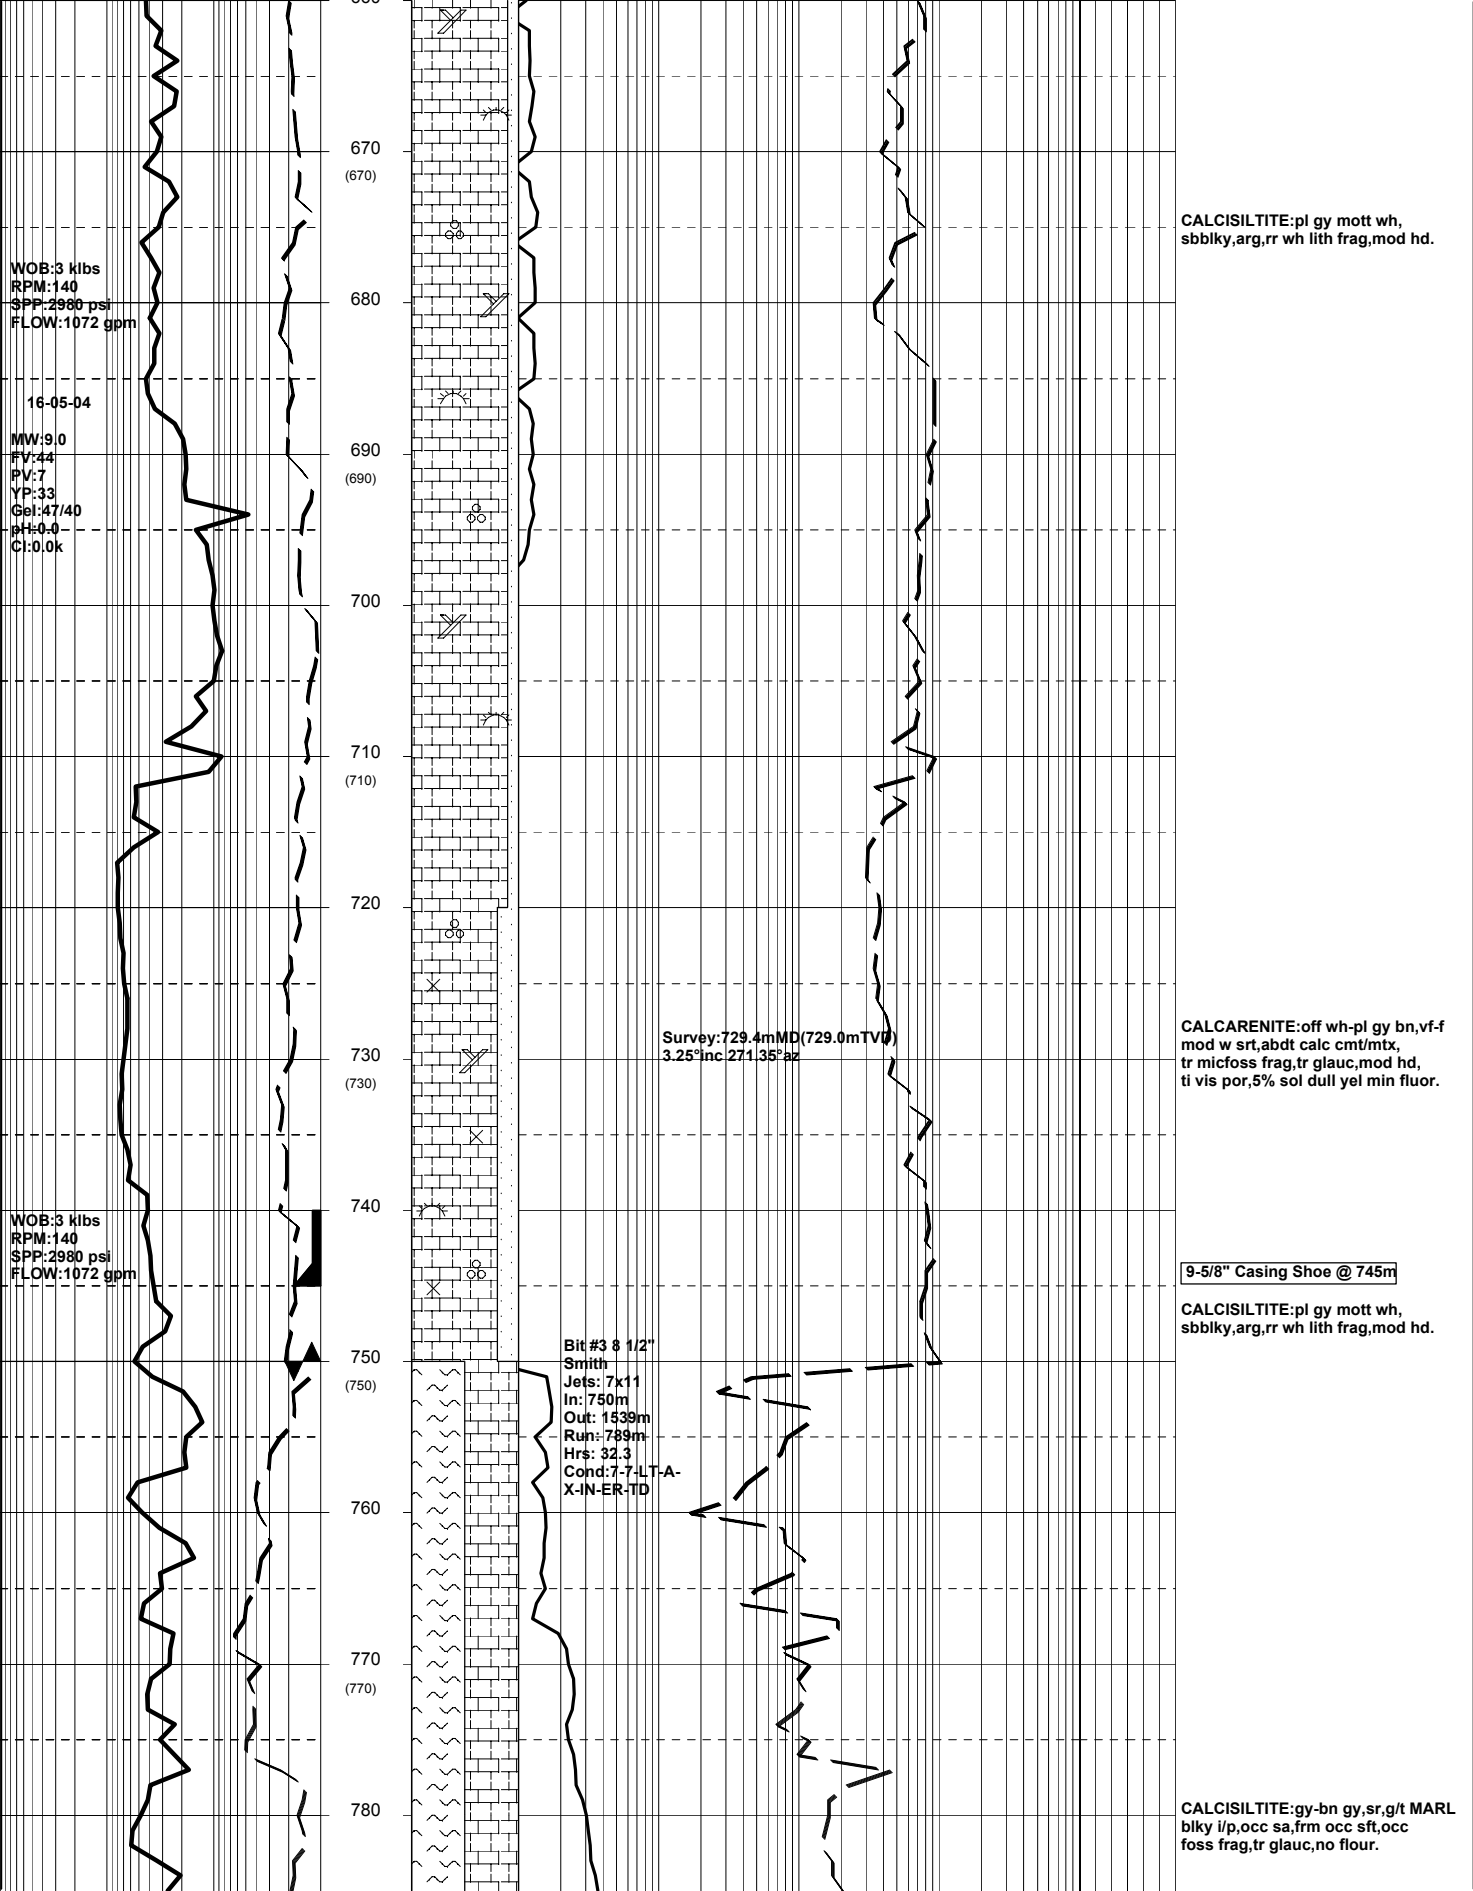 670
(670)
CALCISILTITE:pl gy mott wh,
sbblky,arg,rr wh lith frag,mod hd.
WOB:3 klbs
RPM:140
SPP:2980 psi
FLOW:1072 gpm
680
16-05-04
MW:9.0
FV:44
PV:7
YP:33
Gel:47/40
pH:0.0
Cl:0.0k
690
(690)
700
710
(710)
720
Survey:729.4mMD(729.0mTVD)
3.25°inc 271.35°az
730
(730)
CALCARENITE:off wh-pl gy bn,vf-f
mod w srt,abdt calc cmt/mtx,
tr micfoss frag,tr glauc,mod hd,
ti vis por,5% sol dull yel min fluor.
740
WOB:3 klbs
RPM:140
SPP:2980 psi
FLOW:1072 gpm
9-5/8" Casing Shoe @ 745m
CALCISILTITE:pl gy mott wh,
sbblky,arg,rr wh lith frag,mod hd.
750
(750)
Bit #3 8 1/2"
Smith
Jets: 7x11
In: 750m
Out: 1539m
Run: 789m
Hrs: 32.3
Cond:7-7-LT-A-
X-IN-ER-TD
760
770
(770)
780
CALCISILTITE:gy-bn gy,sr,g/t MARL
blky i/p,occ sa,frm occ sft,occ
foss frag,tr glauc,no flour.